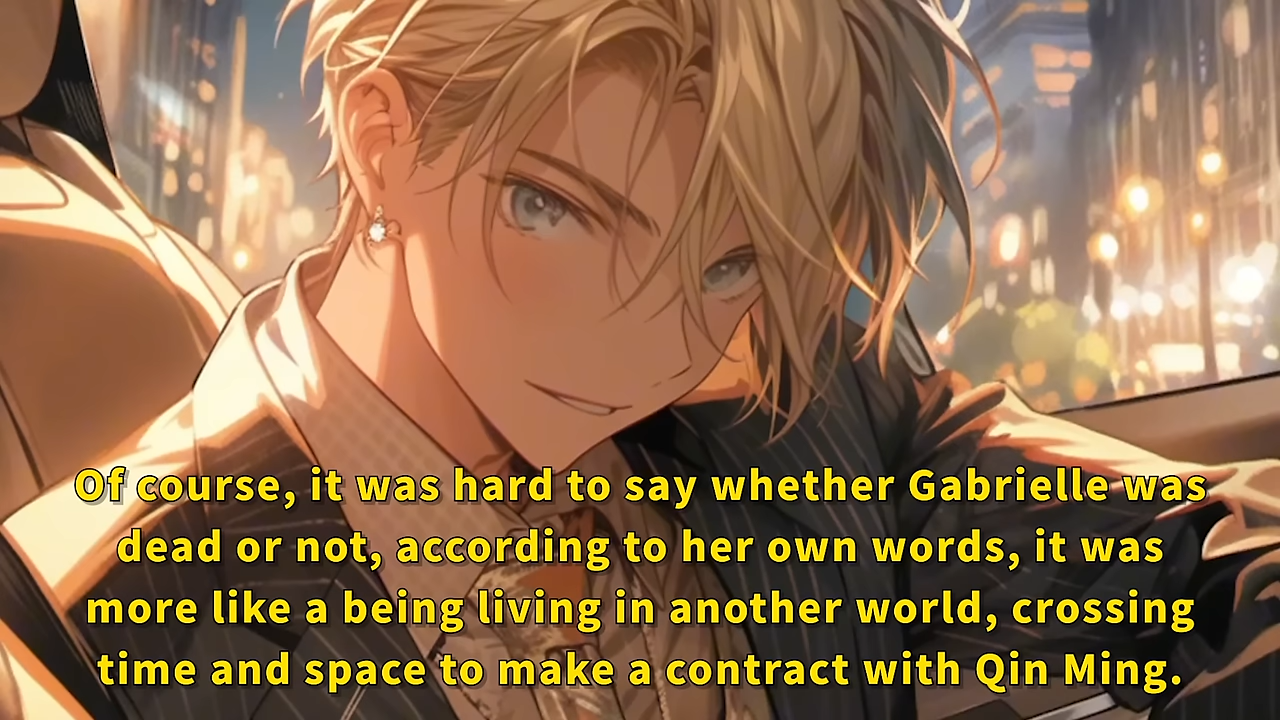 Of course, it was hard to say whether Gabrielle was
dead or not, according to her own words, it was
more like a being living in another world, crossing
time and space to make a contract with Qin Ming.